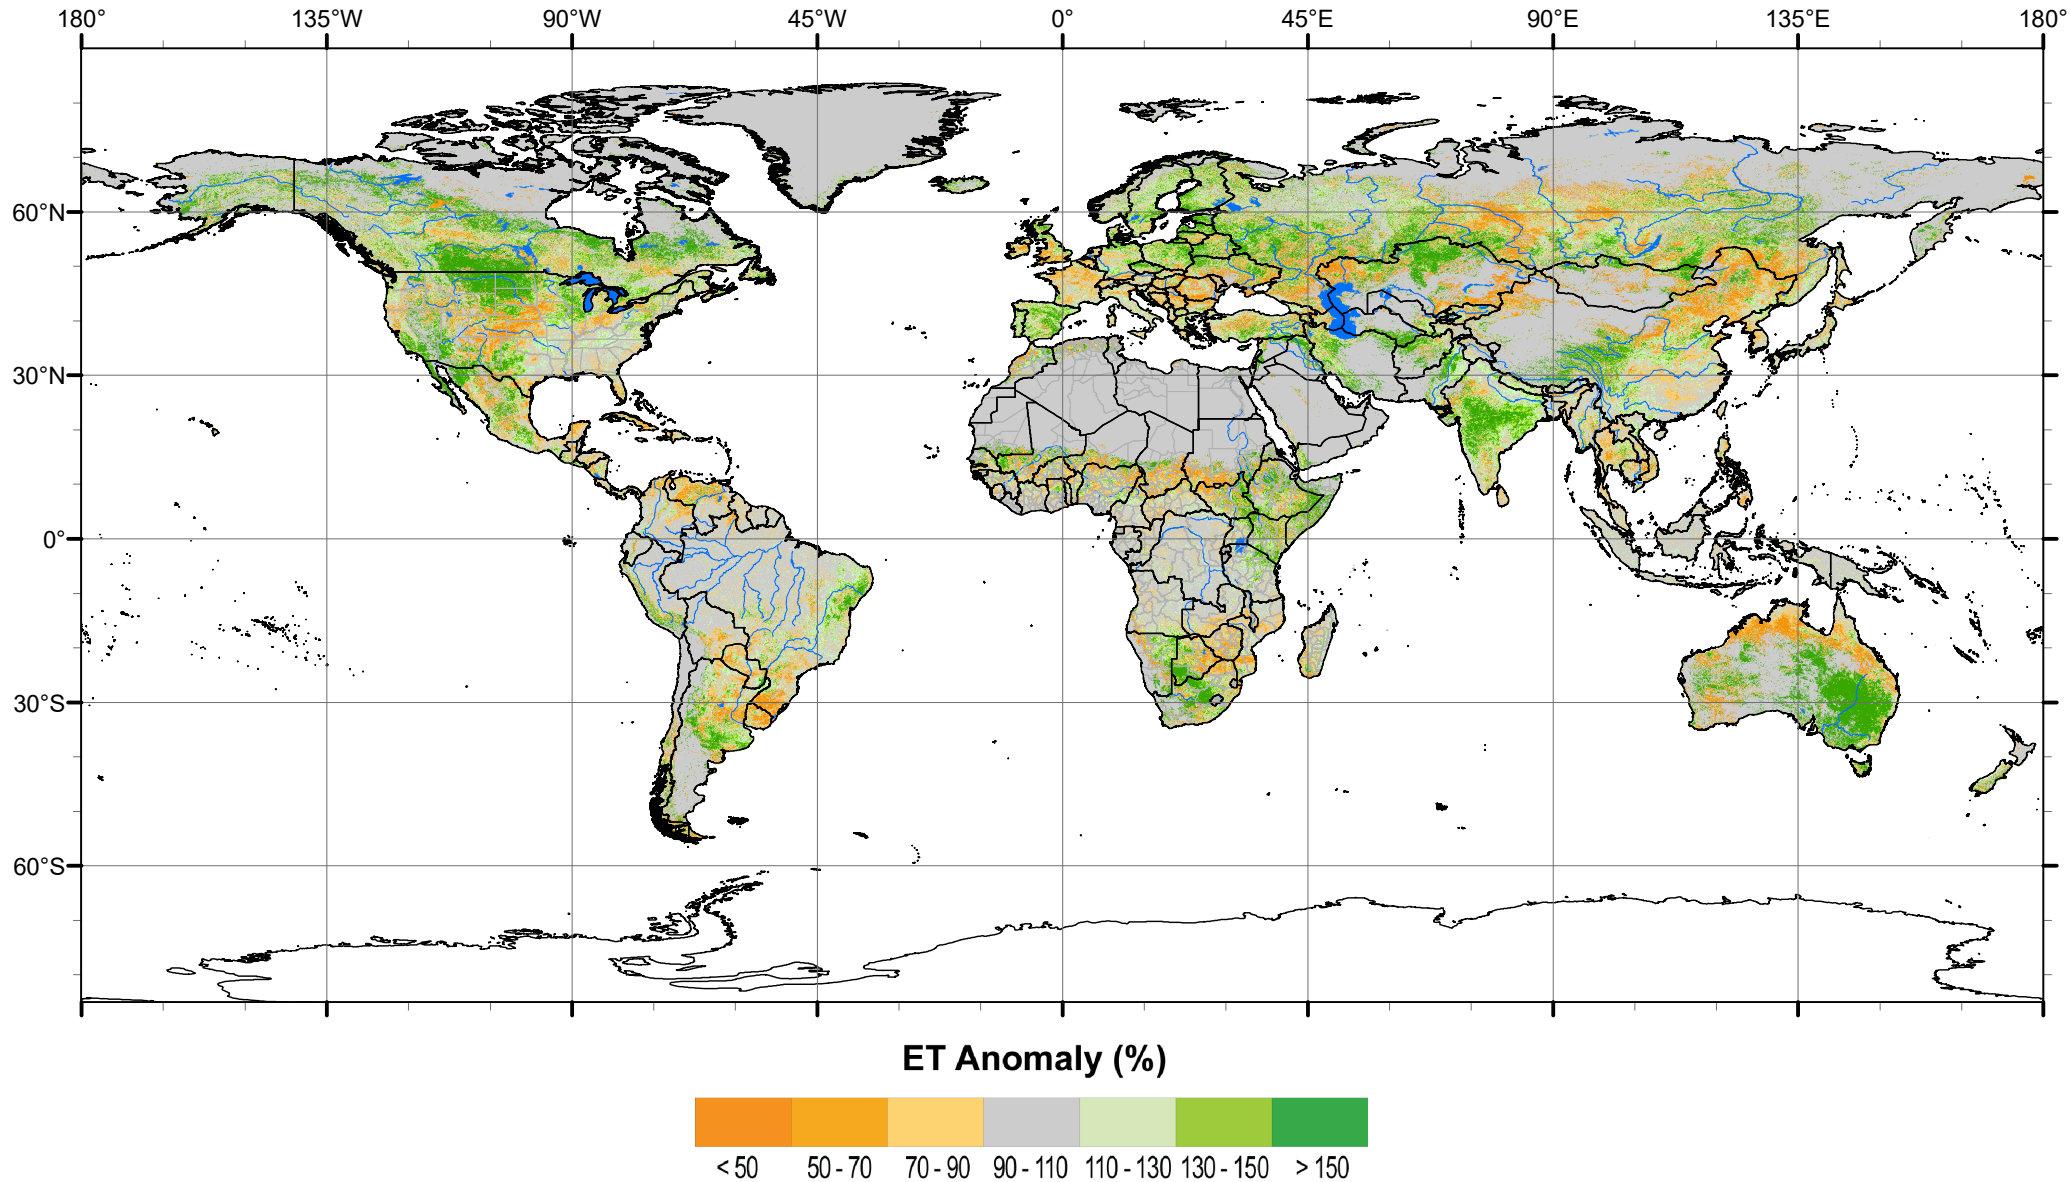 180° 135°W 90°W 45°W 0° 45°E 90°E 135°E 180°
60°N
30°N
0°
30°S
60°S
ET Anomaly (%)
< 50 50 - 70 70 - 90 90 - 110 110 - 130 130 - 150 > 150